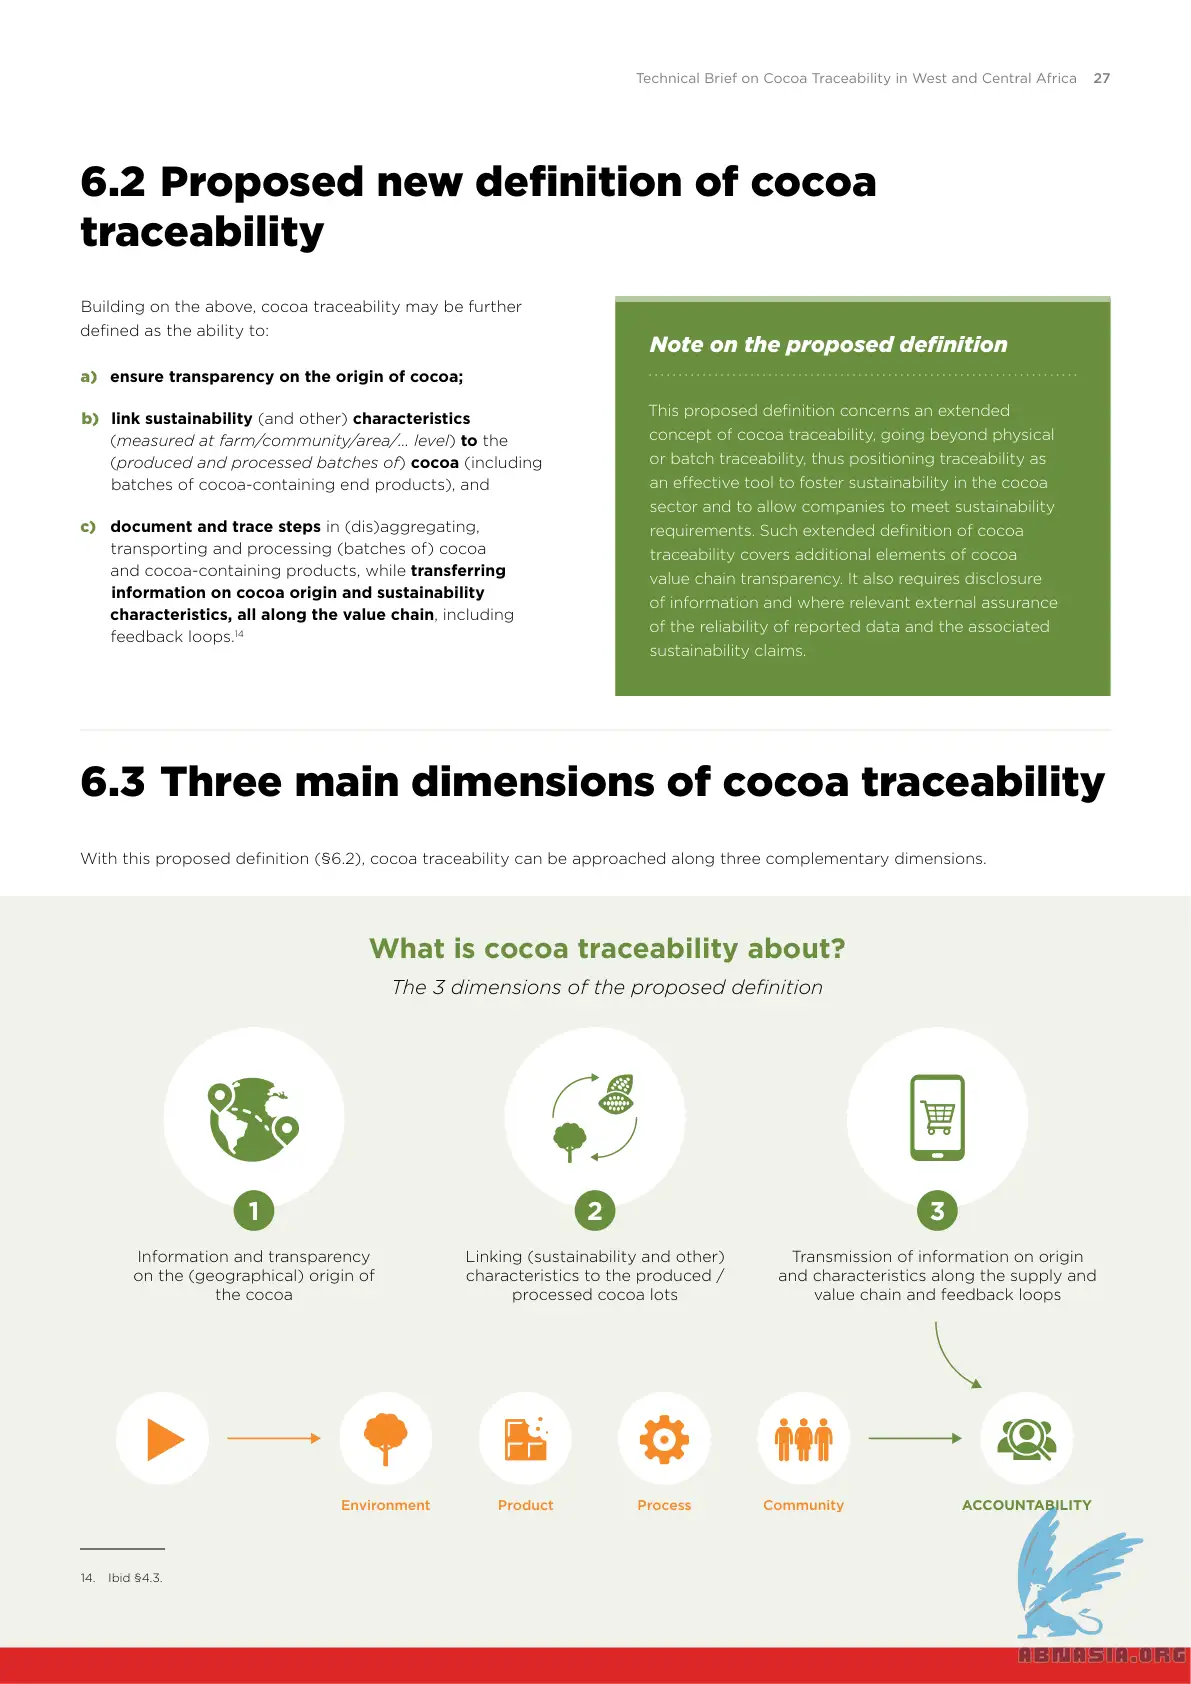 Technical Brief on Cocoa Traceability in West and Central Africa 27
6.2 Proposed new definition of cocoa
traceability
Building on the above, cocoa traceability may be further
defined as the ability to:
a) ensure transparency on the origin of cocoa;
b) link sustainability (and other) characteristics
(measured at farm/community/area/... level) to the
(produced and processed batches of) cocoa (including
batches of cocoa-containing end products), and
c) document and trace steps in (dis)aggregating,
transporting and processing (batches of) cocoa
and cocoa-containing products, while transferring
information on cocoa origin and sustainability
characteristics, all along the value chain, including
feedback loops.14
Note on the proposed definition
This proposed definition concerns an extended
concept of cocoa traceability, going beyond physical
or batch traceability, thus positioning traceability as
an effective tool to foster sustainability in the cocoa
sector and to allow companies to meet sustainability
requirements. Such extended definition of cocoa
traceability covers additional elements of cocoa
value chain transparency. It also requires disclosure
of information and where relevant external assurance
of the reliability of reported data and the associated
sustainability claims.
6.3 Three main dimensions of cocoa traceability
With this proposed definition (§6.2), cocoa traceability can be approached along three complementary dimensions.
What is cocoa traceability about?
The 3 dimensions of the proposed definition
1
Information and transparency
on the (geographical) origin of
the cocoa
2
Linking (sustainability and other)
characteristics to the produced /
processed cocoa lots
3
Transmission of information on origin
and characteristics along the supply and
value chain and feedback loops
Environment
Product
Process
Community
ACCOUNTABILITY
14. Ibid §4.3.
ABNASIA.ORG